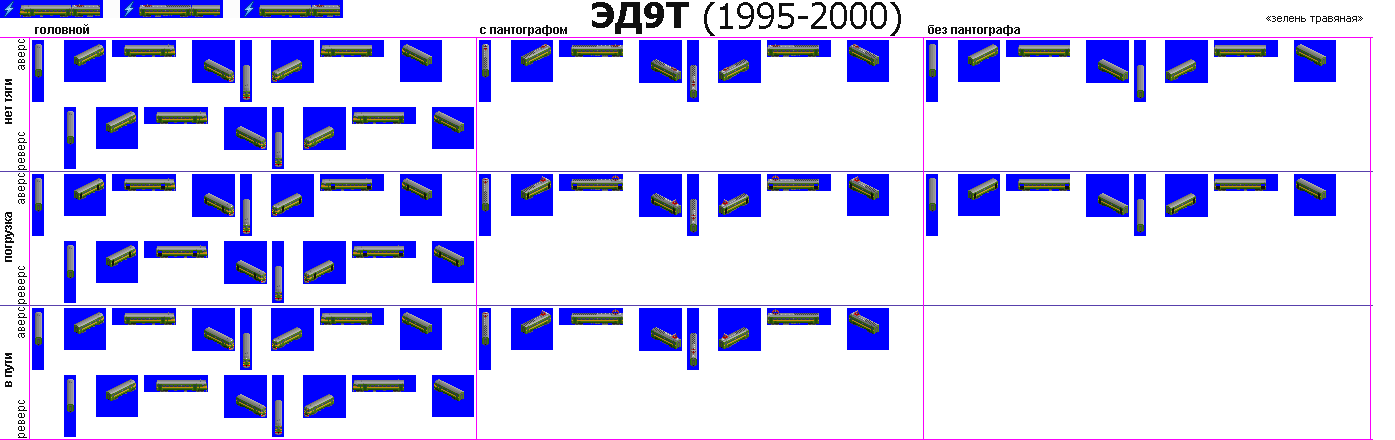 ЭД9Т (1995-2000)
«зелень травяная»
головной
с пантографом
без пантографа
нет тяги
аверс
реверс
погрузка
аверс
реверс
в пути
аверс
реверс